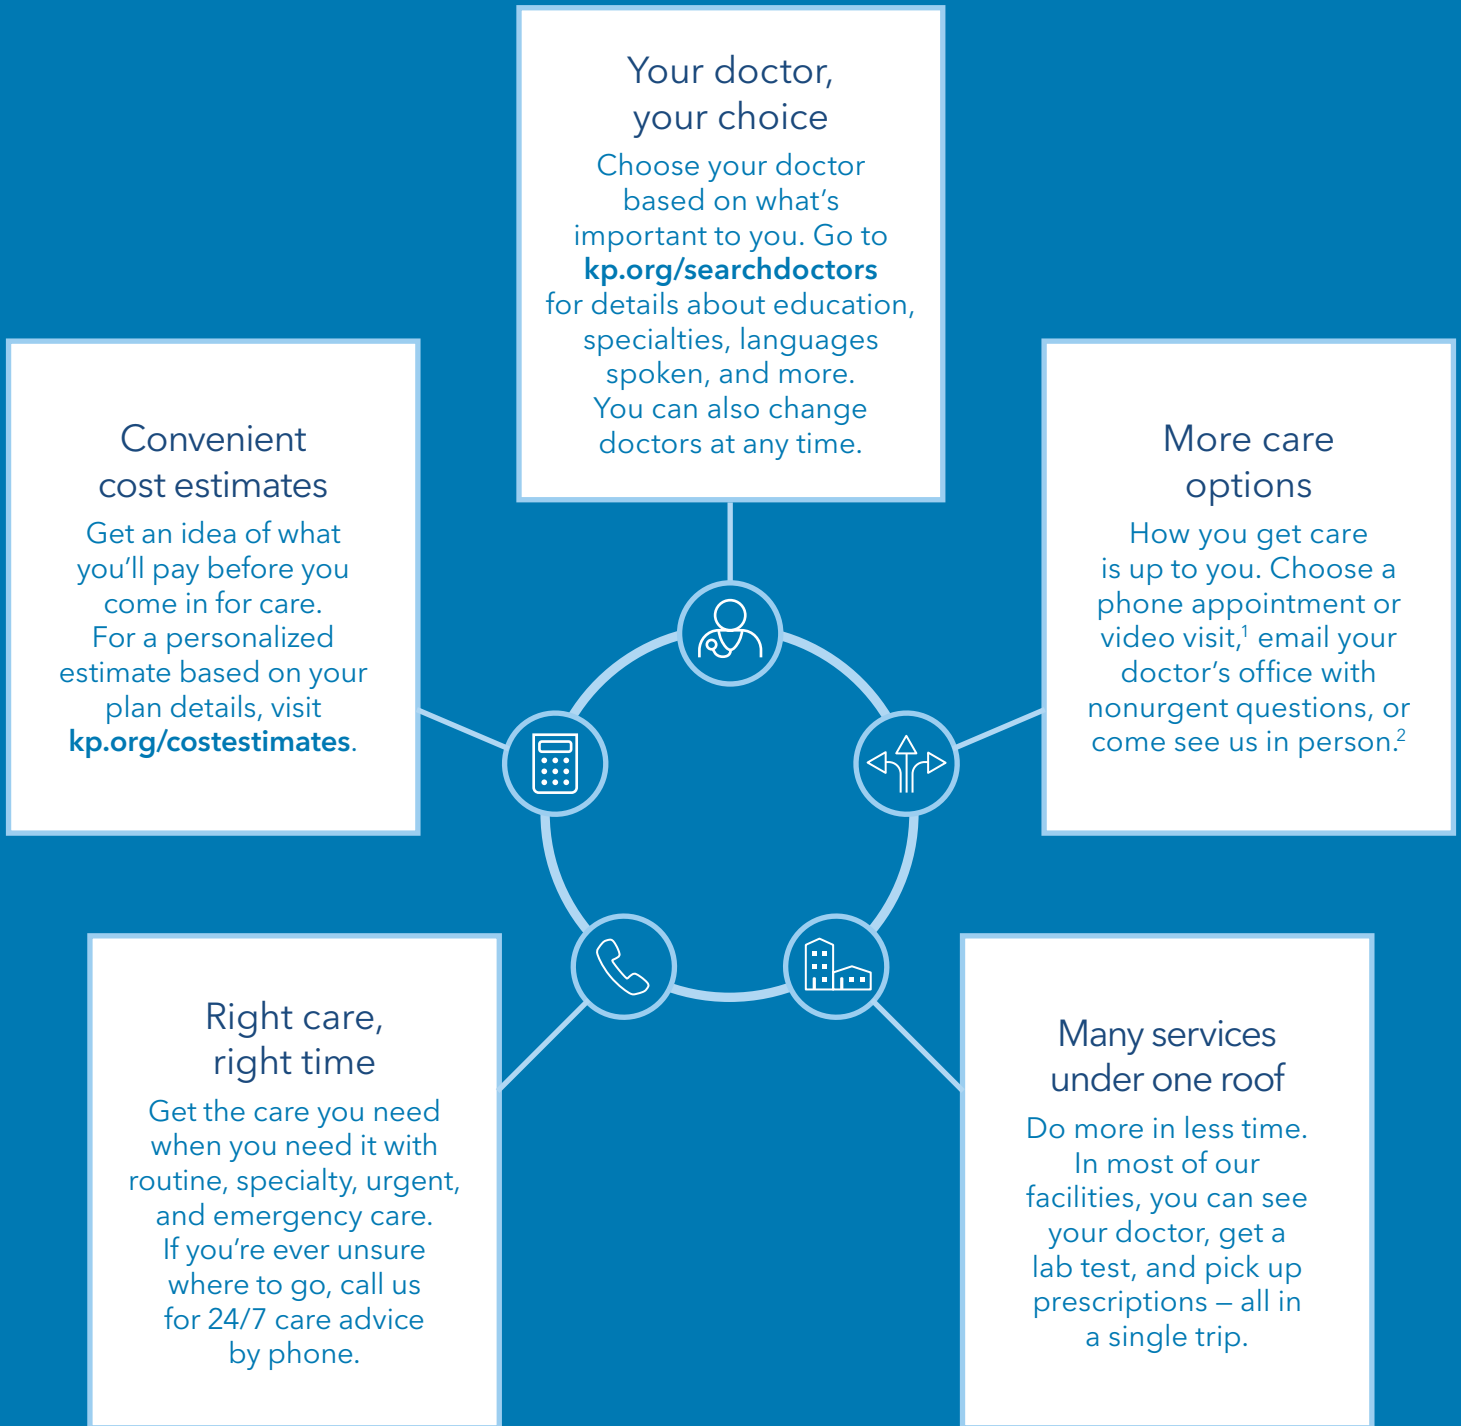 Your doctor,
your choice
Choose your doctor
based on what's
important to you. Go to
kp.org/searchdoctors
for details about education,
specialties, languages
spoken, and more.
You can also change
doctors at any time.
Convenient
cost estimates
Get an idea of what
you'll pay before you
come in for care.
For a personalized
estimate based on your
plan details, visit
kp.org/costestimates.
More care
options
How you get care
is up to you. Choose a
phone appointment or
video visit,¹ email your
doctor's office with
nonurgent questions, or
come see us in person.²
Right care,
right time
Get the care you need
when you need it with
routine, specialty, urgent,
and emergency care.
If you're ever unsure
where to go, call us
for 24/7 care advice
by phone.
Many services
under one roof
Do more in less time.
In most of our
facilities, you can see
your doctor, get a
lab test, and pick up
prescriptions – all in
a single trip.